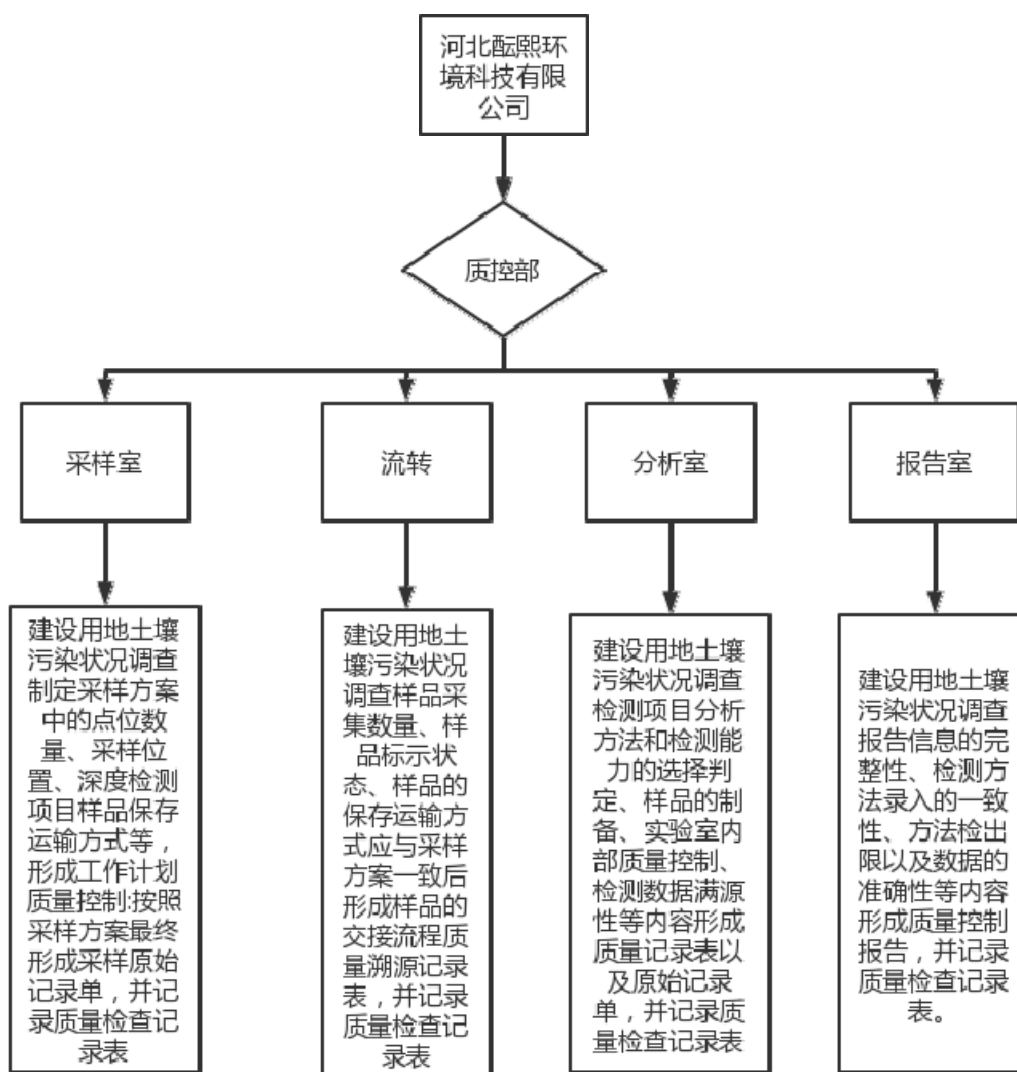 河北酝熙环
境科技有限
公司
质控部
采样室
流转
分析室
报告室
建设用地土壤
污染状况调查
制定采样方案
中的点位数
量、采样位
置、深度检测
项目样品保存
运输方式等，
形成工作计划
质量控制:按照
采样方案最终
形成采样原始
记录单，并记
录质量检查记
录表
建设用地土
壤污染状况
调查样品采
集数量、样
品标示状
态、样品的
保存运输方
式应与采样
方案一致后
形成样品的
交接流程质
量溯源记录
表，并记录
质量检查记
录表
建设用地土壤
污染状况调查
检测项目分析
方法和检测能
力的选择判
定、样品的制
备、实验室内
部质量控制、
检测数据满源
性等内容形成
质量记录表以
及原始记录
单，并记录质
量检查记录表
建设用地土壤
污染状况调查
报告信息的完
整性、检测方
法录入的一致
性、方法检出
限以及数据的
准确性等内容
形成质量控制
报告，并记录
质量检查记录
表。